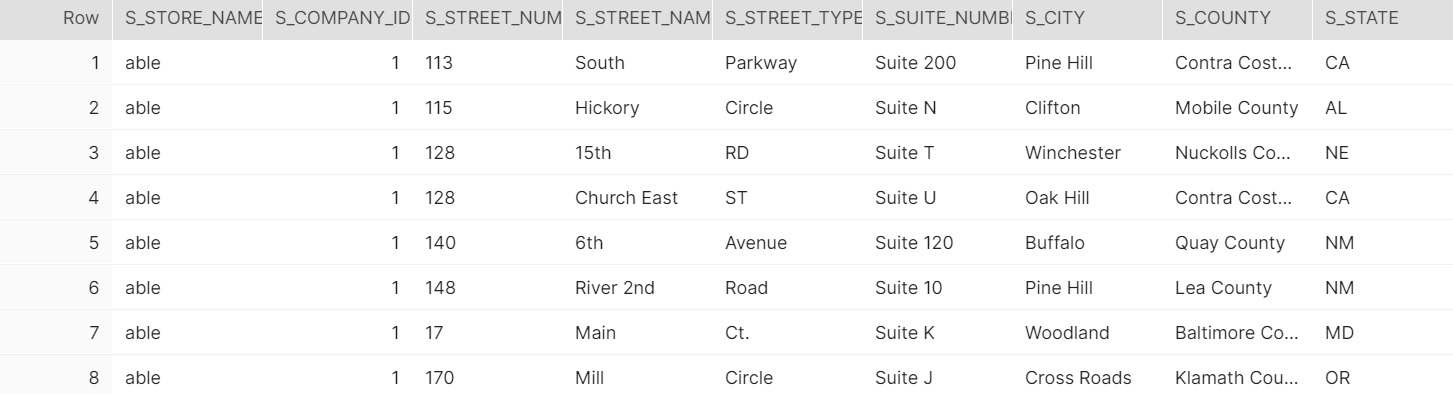 Row S_STORE_NAME S_COMPANY_ID S_STREET_NUM S_STREET_NAM S_STREET_TYPE S_SUITE_NUMB S_CITY S_COUNTY S_STATE
1 able 1 113 South Parkway Suite 200 Pine Hill Contra Cost... CA
2 able 1 115 Hickory Circle Suite N Clifton Mobile County AL
3 able 1 128 15th RD Suite T Winchester Nuckolls Co... NE
4 able 1 128 Church East ST Suite U Oak Hill Contra Cost... CA
5 able 1 140 6th Avenue Suite 120 Buffalo Quay County NM
6 able 1 148 River 2nd Road Suite 10 Pine Hill Lea County NM
7 able 1 17 Main Ct. Suite K Woodland Baltimore Co... MD
8 able 1 170 Mill Circle Suite J Cross Roads Klamath Cou... OR